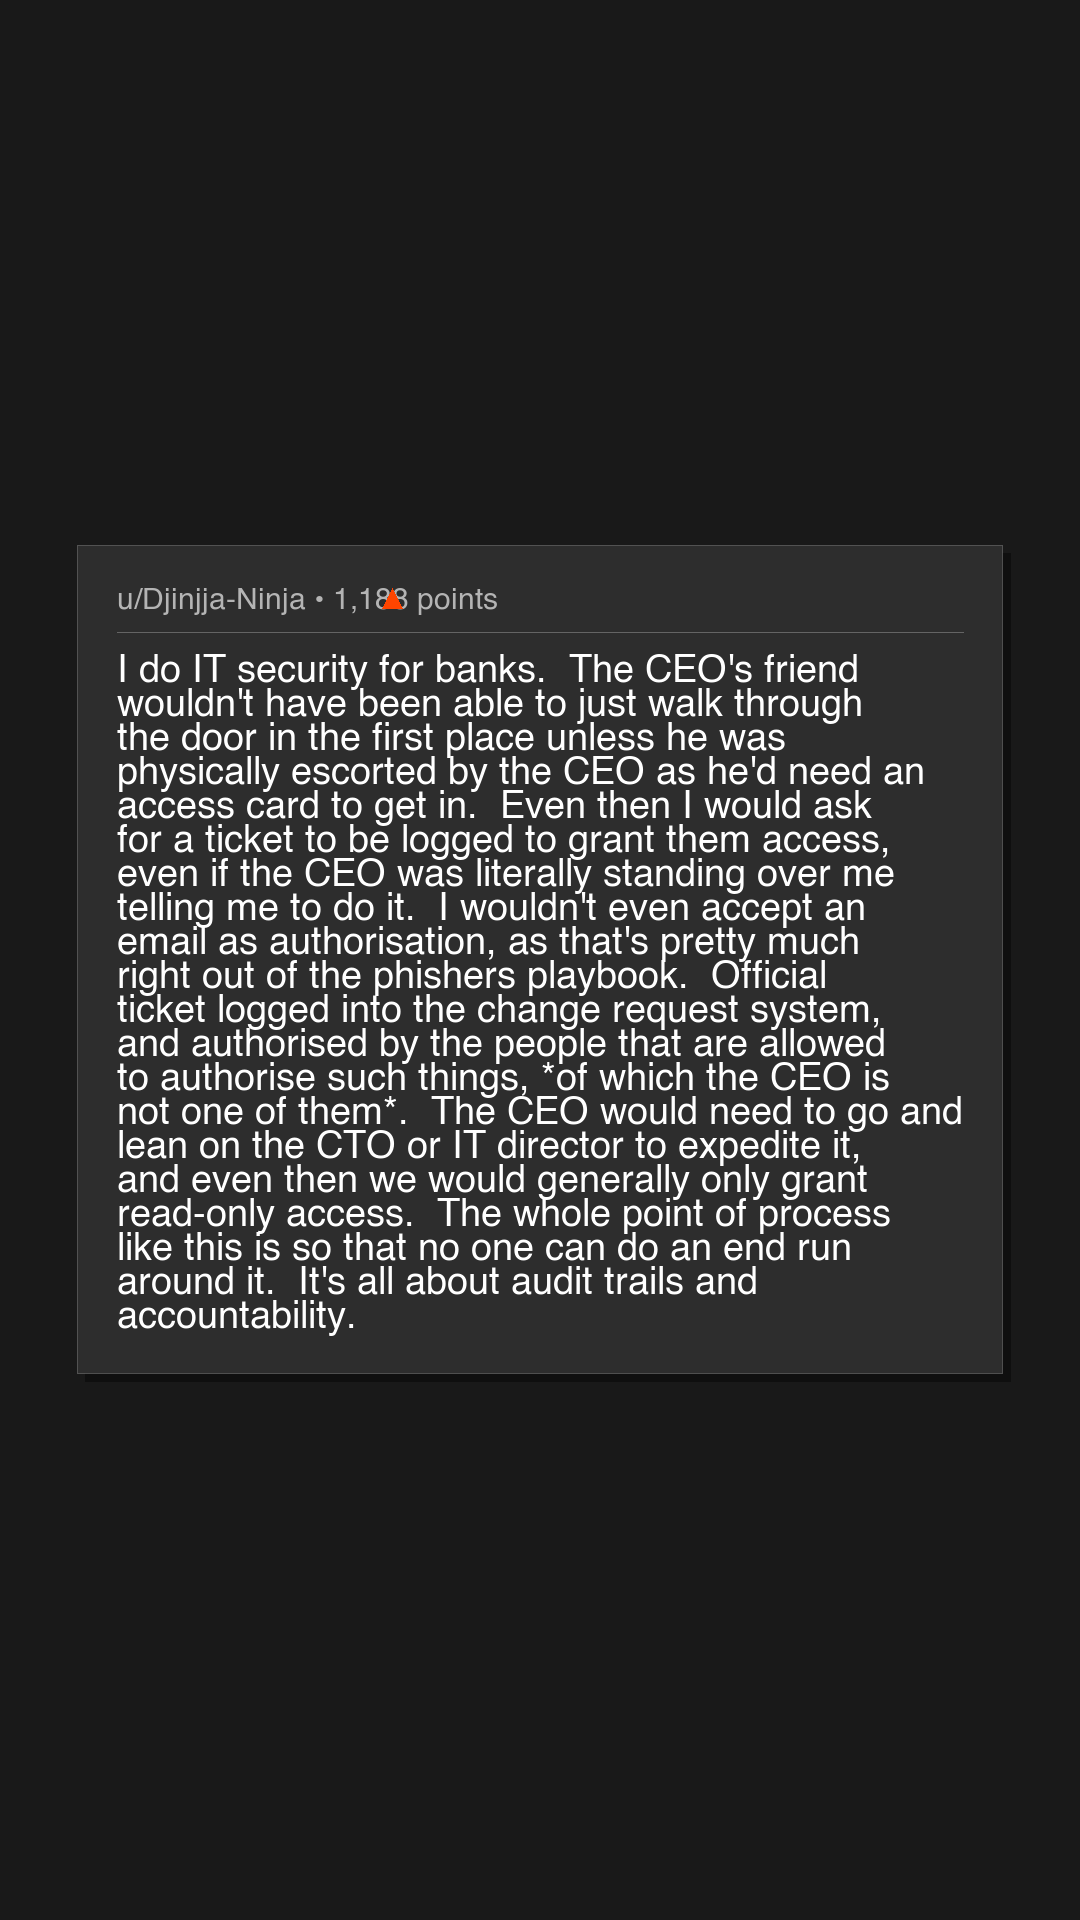 u/Djinjja-Ninja • 1,188 points
I do IT security for banks.  The CEO's friend
wouldn't have been able to just walk through
the door in the first place unless he was
physically escorted by the CEO as he'd need an
access card to get in.  Even then I would ask
for a ticket to be logged to grant them access,
even if the CEO was literally standing over me
telling me to do it.  I wouldn't even accept an
email as authorisation, as that's pretty much
right out of the phishers playbook.  Official
ticket logged into the change request system,
and authorised by the people that are allowed
to authorise such things, *of which the CEO is
not one of them*.  The CEO would need to go and
lean on the CTO or IT director to expedite it,
and even then we would generally only grant
read-only access.  The whole point of process
like this is so that no one can do an end run
around it.  It's all about audit trails and
accountability.